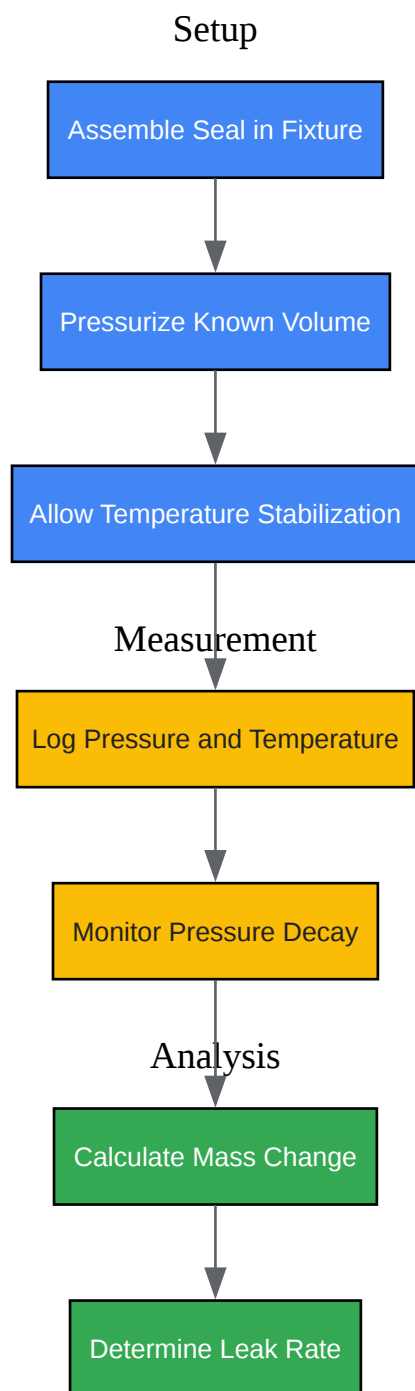 Setup
Assemble Seal in Fixture
Pressurize Known Volume
Allow Temperature Stabilization
Measurement
Log Pressure and Temperature
Monitor Pressure Decay
Analysis
Calculate Mass Change
Determine Leak Rate